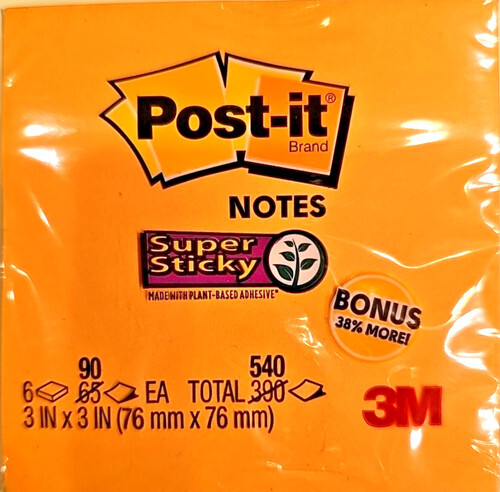 Post-it®
Brand
NOTES
Super
Sticky
MADE WITH PLANT-BASED ADHESIVE*
BONUS
38% MORE!
90 540
6 65 EA TOTAL 390
3 IN x 3 IN (76 mm x 76 mm)
3M